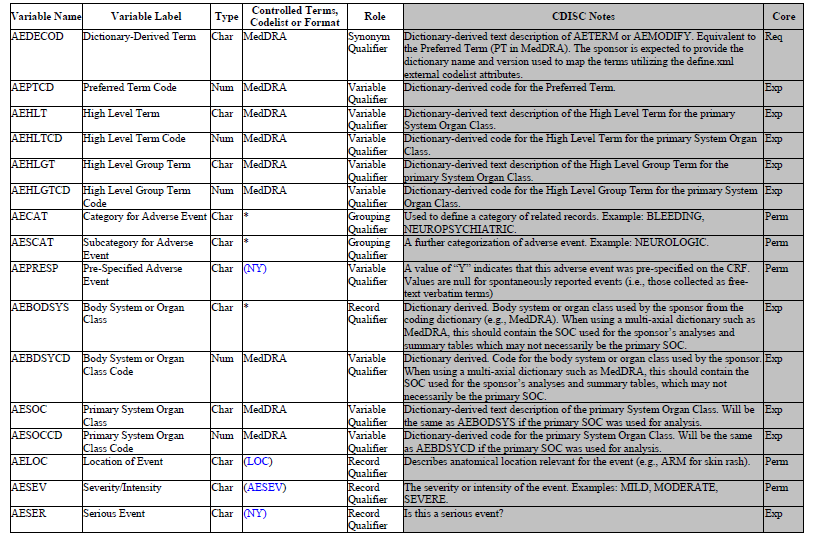 Variable Name Variable Label Type Controlled Terms, Codelist or Format Role CDISC Notes Core
AEDECOD Dictionary-Derived Term Char MedDRA Synonym Dictionary-derived text description of AETERM or AEMODIFY. Equivalent to Req
Qualifier the Preferred Term (PT in MedDRA). The sponsor is expected to provide the
dictionary name and version used to map the terms utilizing the define.xml
external codelist attributes.
AEPTCD Preferred Term Code Num MedDRA Variable Dictionary-derived code for the Preferred Term. Exp
Qualifier
AEHLT High Level Term Char MedDRA Variable Dictionary-derived text description of the High Level Term for the primary Exp
Qualifier System Organ Class.
AEHLTCD High Level Term Code Num MedDRA Variable Dictionary-derived code for the High Level Term for the primary System Organ Exp
Qualifier Class.
AEHLGT High Level Group Term Char MedDRA Variable Dictionary-derived text description of the High Level Group Term for the Exp
Qualifier primary System Organ Class.
AEHLGTCD High Level Group Term Num MedDRA Variable Dictionary-derived code for the High Level Group Term for the primary System Exp
Code Qualifier Organ Class.
AECAT Category for Adverse Event Char * Grouping Used to define a category of related records. Example: BLEEDING, Perm
Qualifier NEUROPSYCHIATRIC.
AESCAT Subcategory for Adverse Char * Grouping A further categorization of adverse event. Example: NEUROLOGIC. Perm
Event Qualifier
AEPRESP Pre-Specified Adverse Char (NY) Variable A value of “Y” indicates that this adverse event was pre-specified on the CRF. Perm
Event Qualifier Values are null for spontaneously reported events (i.e., those collected as free-
text verbatim terms)
AEBODSYS Body System or Organ Char * Record Dictionary derived. Body system or organ class used by the sponsor from the Exp
Class Qualifier coding dictionary (e.g., MedDRA). When using a multi-axial dictionary such as
MedDRA, this should contain the SOC used for the sponsor’s analyses and
summary tables which may not necessarily be the primary SOC.
AEBDSYCD Body System or Organ Num MedDRA Variable Dictionary derived. Code for the body system or organ class used by the sponsor. Exp
Class Code Qualifier When using a multi-axial dictionary such as MedDRA, this should contain the
SOC used for the sponsor’s analyses and summary tables, which may not
necessarily be the primary SOC.
AESOC Primary System Organ Char MedDRA Variable Dictionary-derived text description of the primary System Organ Class. Will be Exp
Class Qualifier the same as AEBODSYS if the primary SOC was used for analysis.
AESOCCD Primary System Organ Num MedDRA Variable Dictionary-derived code for the primary System Organ Class. Will be the same Exp
Class Code Qualifier as AEBDSYCD if the primary SOC was used for analysis.
AELOC Location of Event Char (LOC) Record Describes anatomical location relevant for the event (e.g., ARM for skin rash). Perm
Qualifier
AESEV Severity/Intensity Char (AESEV) Record The severity or intensity of the event. Examples: MILD, MODERATE, Perm
Qualifier SEVERE.
AESER Serious Event Char (NY) Record Is this a serious event? Exp
Qualifier